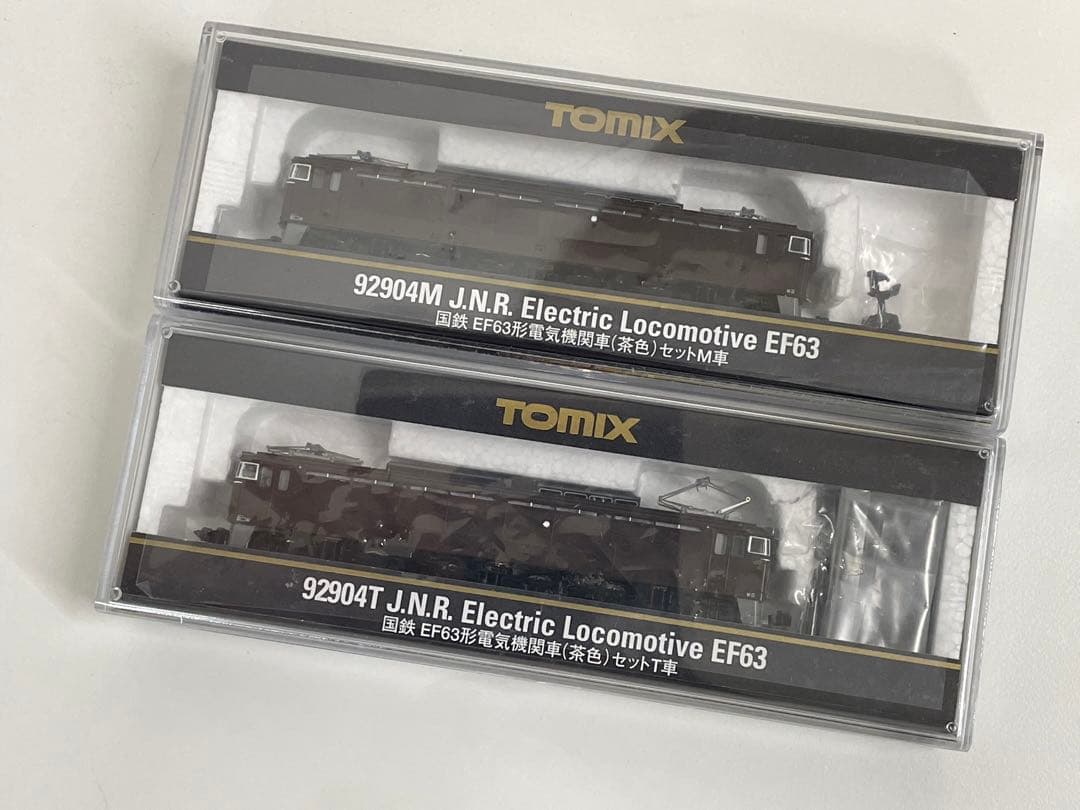 TOMIX
92904M J.N.R. Electric Locomotive EF63
国鉄 EF63形電気機関車(茶色)セットM車
TOMIX
92904T J.N.R. Electric Locomotive EF63
国鉄 EF63形電気機関車(茶色)セットT車